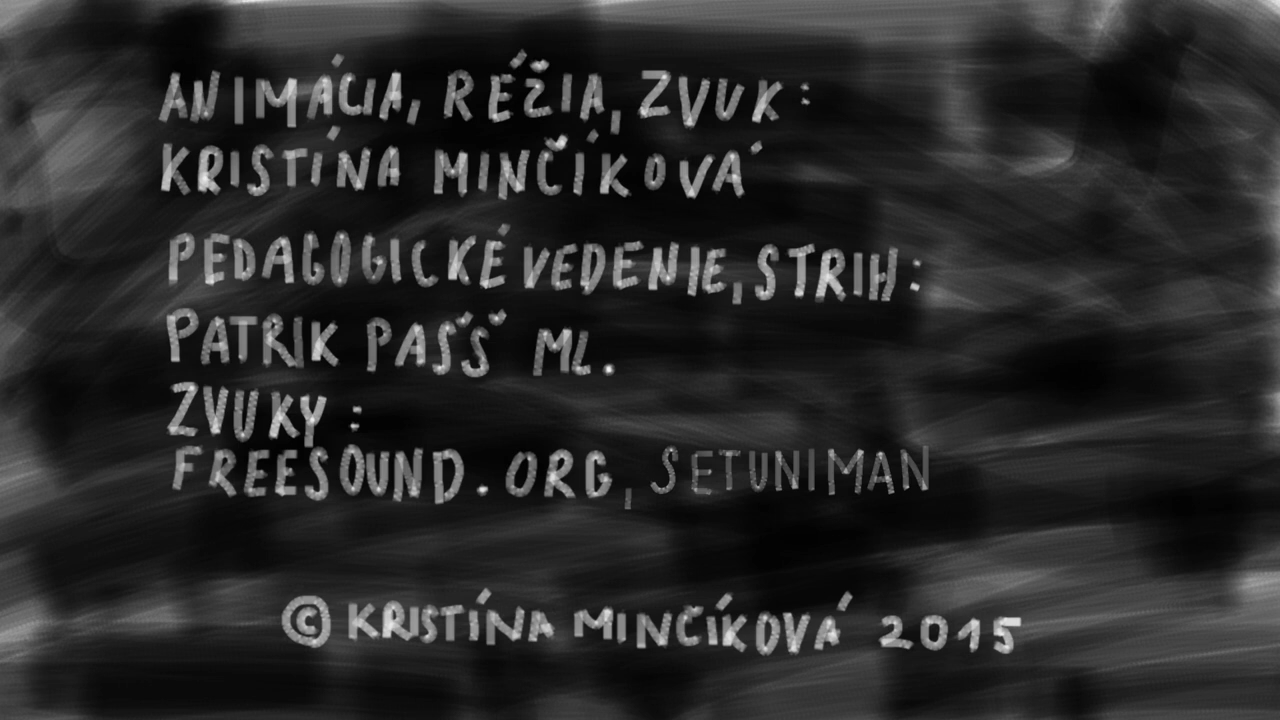 ANIMÁCIA, RÉŽIA, ZVUK:
KRISTÍNA MINČÍKOVÁ
PEDAGOGICKÉ VEDENIE, STRIH:
PATRIK PAŠŠ ML.
ZVUKY:
FREESOUND.ORG, SETUNIMAN
© KRISTÍNA MINČÍKOVÁ 2015